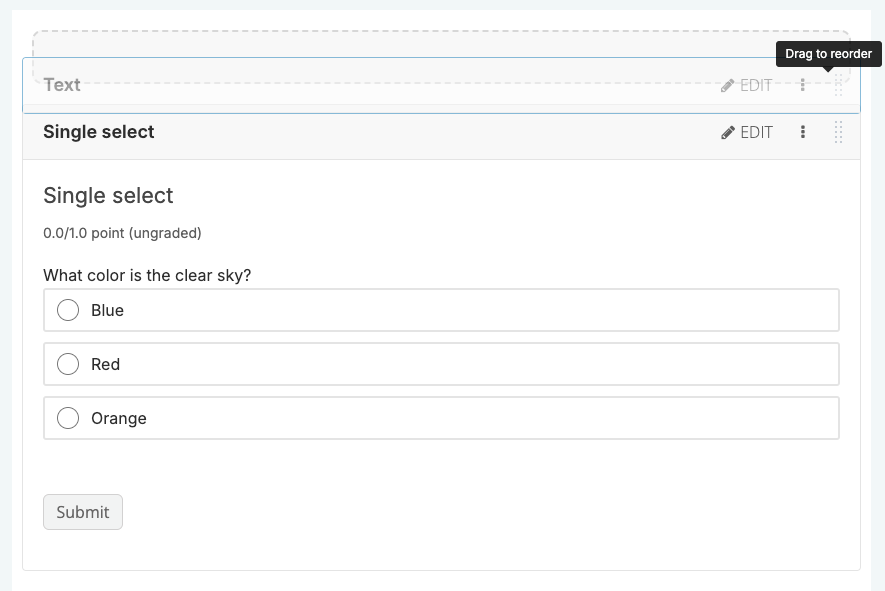 Drag to reorder
Text EDIT
Single select EDIT
Single select
0.0/1.0 point (ungraded)
What color is the clear sky?
Blue
Red
Orange
Submit